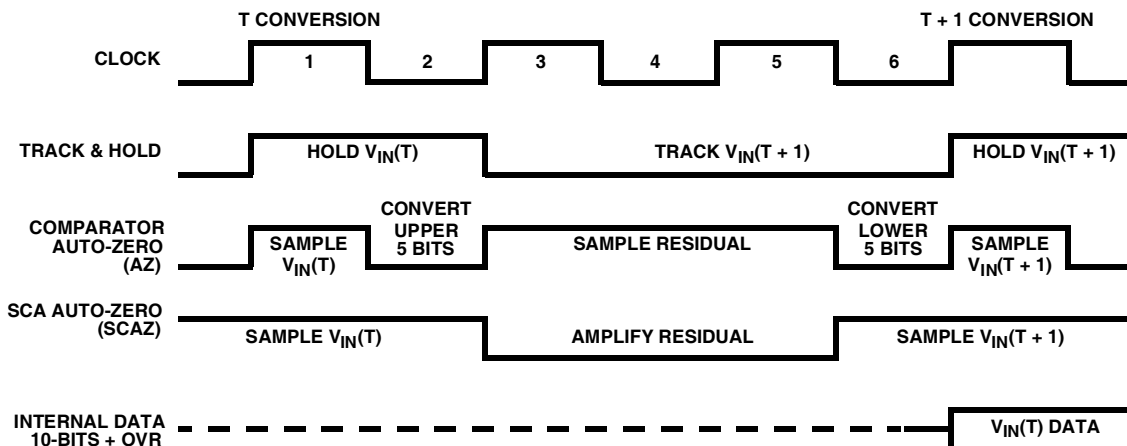 T CONVERSION
T + 1 CONVERSION
CLOCK
1
2
3
4
5
6
TRACK & HOLD
HOLD VIN(T)
TRACK VIN(T + 1)
HOLD VIN(T + 1)
COMPARATOR
AUTO-ZERO
(AZ)
SAMPLE
VIN(T)
CONVERT
UPPER
5 BITS
SAMPLE RESIDUAL
CONVERT
LOWER
5 BITS
SAMPLE
VIN(T + 1)
SCA AUTO-ZERO
(SCAZ)
SAMPLE VIN(T)
AMPLIFY RESIDUAL
SAMPLE VIN(T + 1)
INTERNAL DATA
10-BITS + OVR
VIN(T) DATA